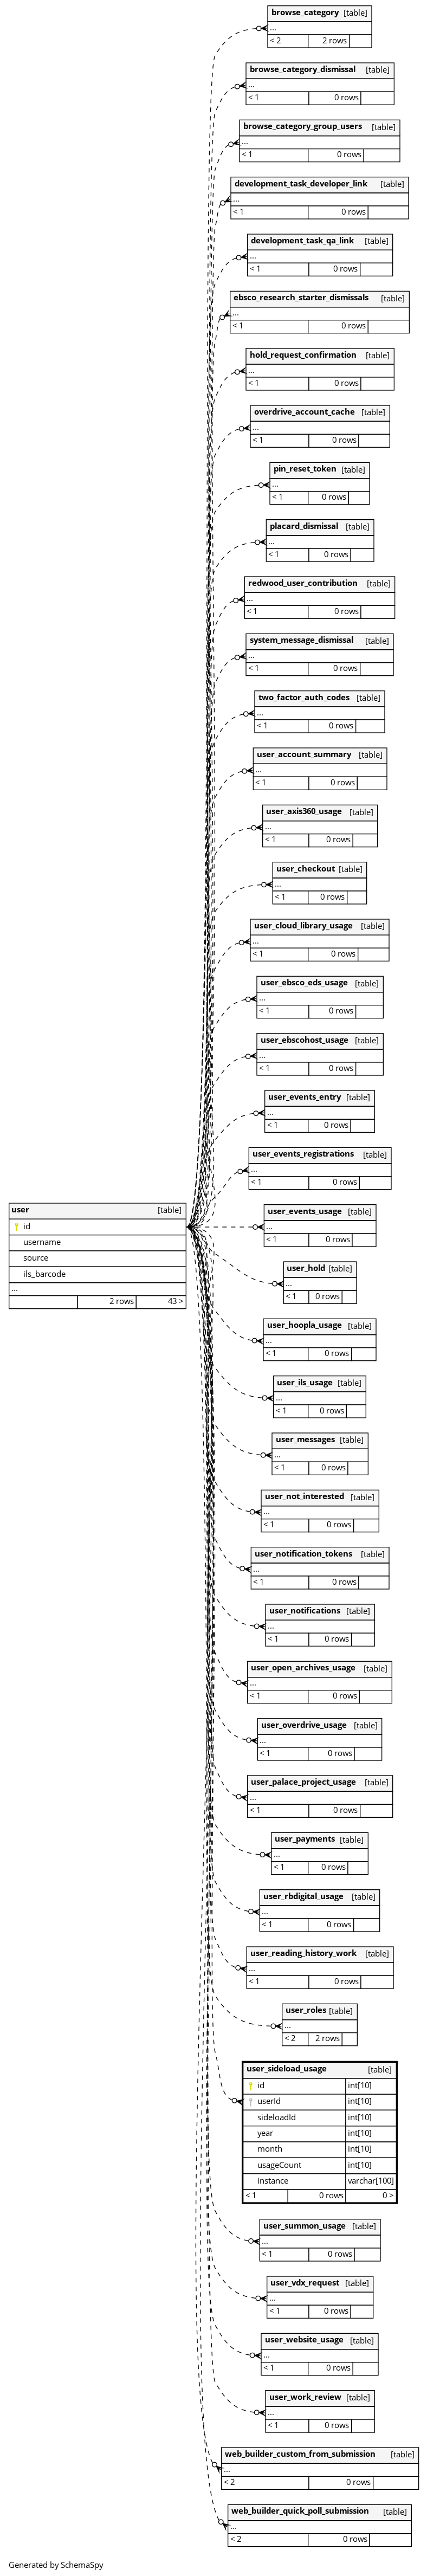 browse_category [table]
...
< 2 2 rows
browse_category_dismissal [table]
...
< 1 0 rows
browse_category_group_users [table]
...
< 1 0 rows
development_task_developer_link [table]
...
< 1 0 rows
development_task_qa_link [table]
...
< 1 0 rows
ebsco_research_starter_dismissals [table]
...
< 1 0 rows
hold_request_confirmation [table]
...
< 1 0 rows
overdrive_account_cache [table]
...
< 1 0 rows
pin_reset_token [table]
...
< 1 0 rows
placard_dismissal [table]
...
< 1 0 rows
redwood_user_contribution [table]
...
< 1 0 rows
system_message_dismissal [table]
...
< 1 0 rows
two_factor_auth_codes [table]
...
< 1 0 rows
user_account_summary [table]
...
< 1 0 rows
user_axis360_usage [table]
...
< 1 0 rows
user_checkout [table]
...
< 1 0 rows
user_cloud_library_usage [table]
...
< 1 0 rows
user_ebsco_eds_usage [table]
...
< 1 0 rows
user_ebscohost_usage [table]
...
< 1 0 rows
user_events_entry [table]
...
< 1 0 rows
user_events_registrations [table]
...
< 1 0 rows
user [table]
id
username
source
ils_barcode
...
2 rows 43 >
user_events_usage [table]
...
< 1 0 rows
user_hold [table]
...
< 1 0 rows
user_hoopla_usage [table]
...
< 1 0 rows
user_ils_usage [table]
...
< 1 0 rows
user_messages [table]
...
< 1 0 rows
user_not_interested [table]
...
< 1 0 rows
user_notification_tokens [table]
...
< 1 0 rows
user_notifications [table]
...
< 1 0 rows
user_open_archives_usage [table]
...
< 1 0 rows
user_overdrive_usage [table]
...
< 1 0 rows
user_palace_project_usage [table]
...
< 1 0 rows
user_payments [table]
...
< 1 0 rows
user_rbdigital_usage [table]
...
< 1 0 rows
user_reading_history_work [table]
...
< 1 0 rows
user_roles [table]
...
< 2 2 rows
user_sideload_usage [table]
id int[10]
userId int[10]
sideloadId int[10]
year int[10]
month int[10]
usageCount int[10]
instance varchar[100]
< 1 0 rows 0 >
user_summon_usage [table]
...
< 1 0 rows
user_vdx_request [table]
...
< 1 0 rows
user_website_usage [table]
...
< 1 0 rows
user_work_review [table]
...
< 1 0 rows
web_builder_custom_from_submission [table]
...
< 2 0 rows
web_builder_quick_poll_submission [table]
...
< 2 0 rows
Generated by SchemaSpy